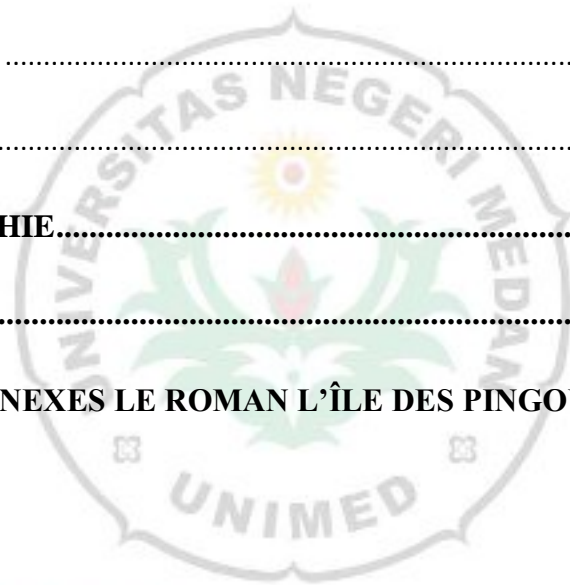 ............................................................
............................................................
HIE............................................................
............................................................
NEXES LE ROMAN L’ÎLE DES PINGO
UNIVERSITAS NEGERI MEDAN
UNIMED